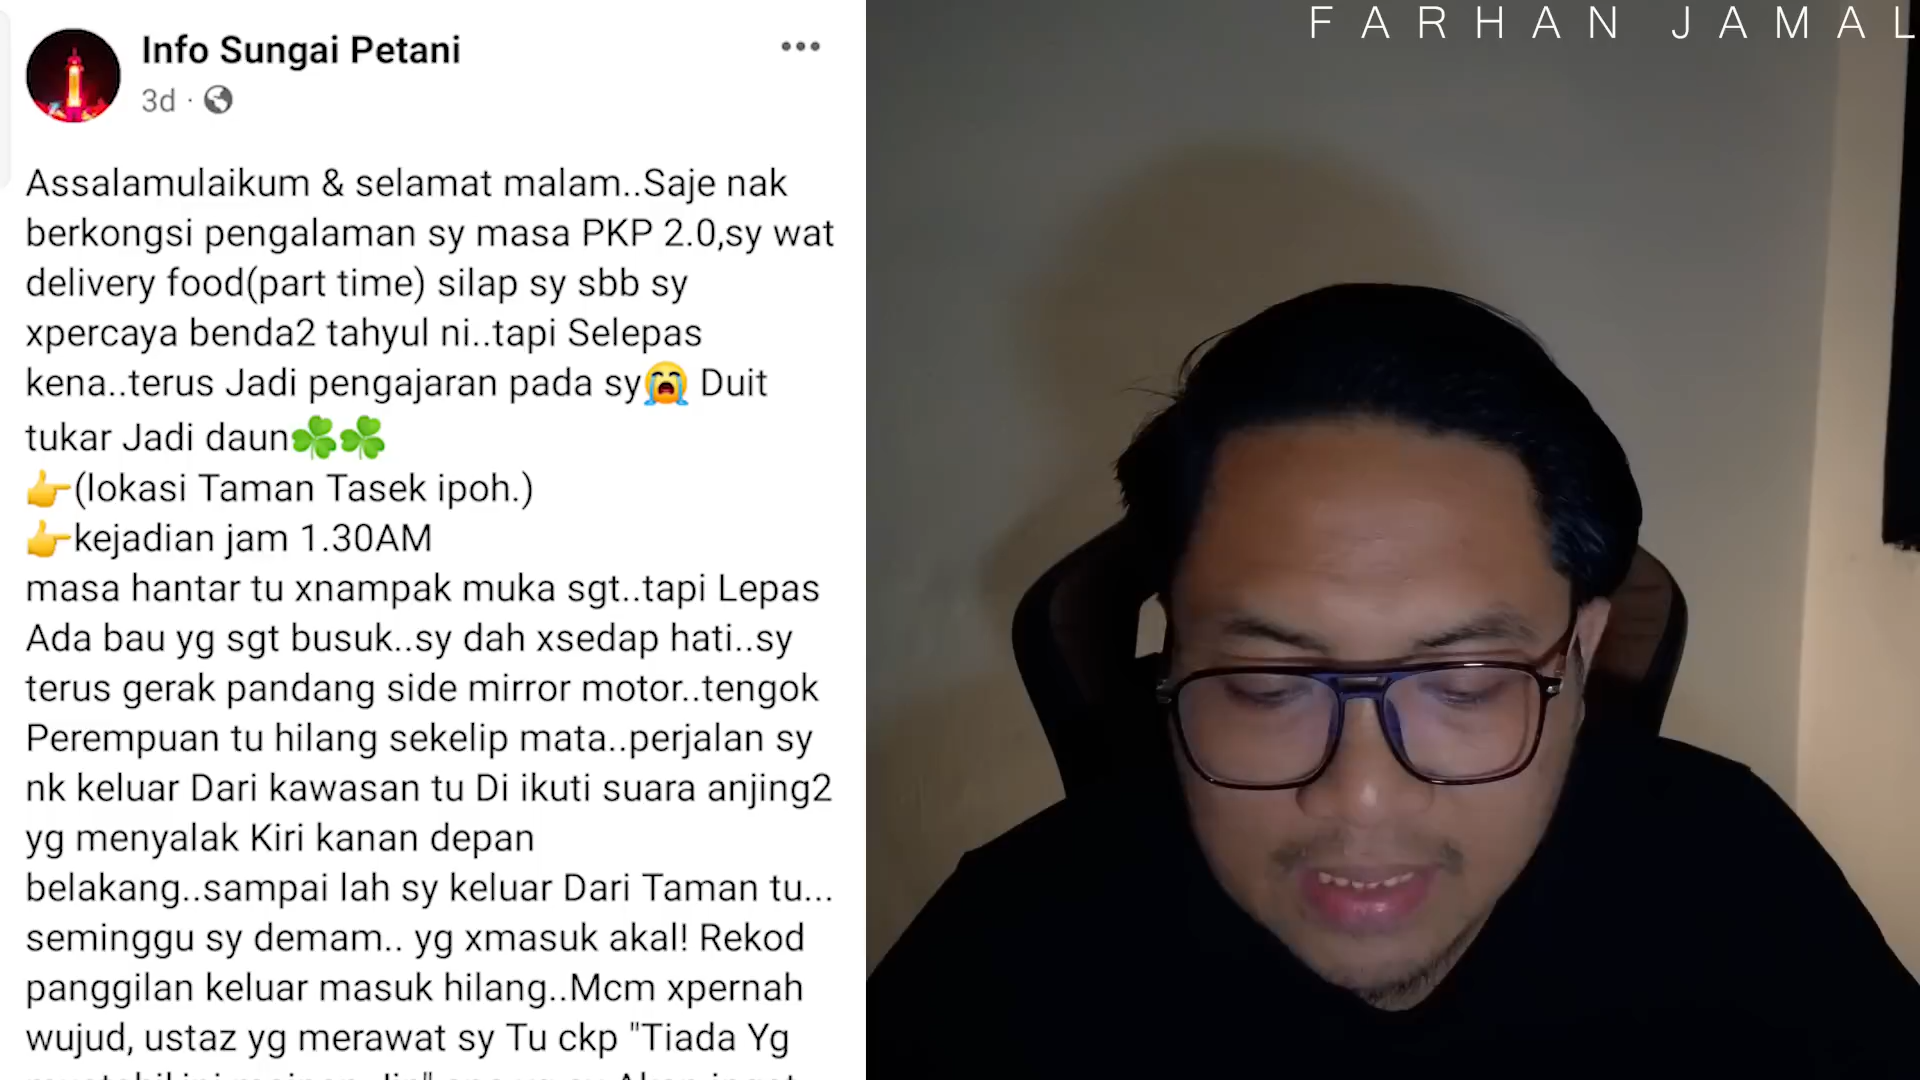 FARHAN JAMAL
Info Sungai Petani
3d ·
Assalamulaikum & selamat malam..Saje nak
berkongsi pengalaman sy masa PKP 2.0,sy wat
delivery food(part time) silap sy sbb sy
xpercaya benda2 tahyul ni..tapi Selepas
kena..terus Jadi pengajaran pada sy😭 Duit
tukar Jadi daun☘️☘️
👉(lokasi Taman Tasek ipoh.)
👉kejadian jam 1.30AM
masa hantar tu xnampak muka sgt..tapi Lepas
Ada bau yg sgt busuk..sy dah xsedap hati..sy
terus gerak pandang side mirror motor..tengok
Perempuan tu hilang sekelip mata..perjalan sy
nk keluar Dari kawasan tu Di ikuti suara anjing2
yg menyalak Kiri kanan depan
belakang..sampai lah sy keluar Dari Taman tu...
seminggu sy demam.. yg xmasuk akal! Rekod
panggilan keluar masuk hilang..Mcm xpernah
wujud, ustaz yg merawat sy Tu ckp "Tiada Yg